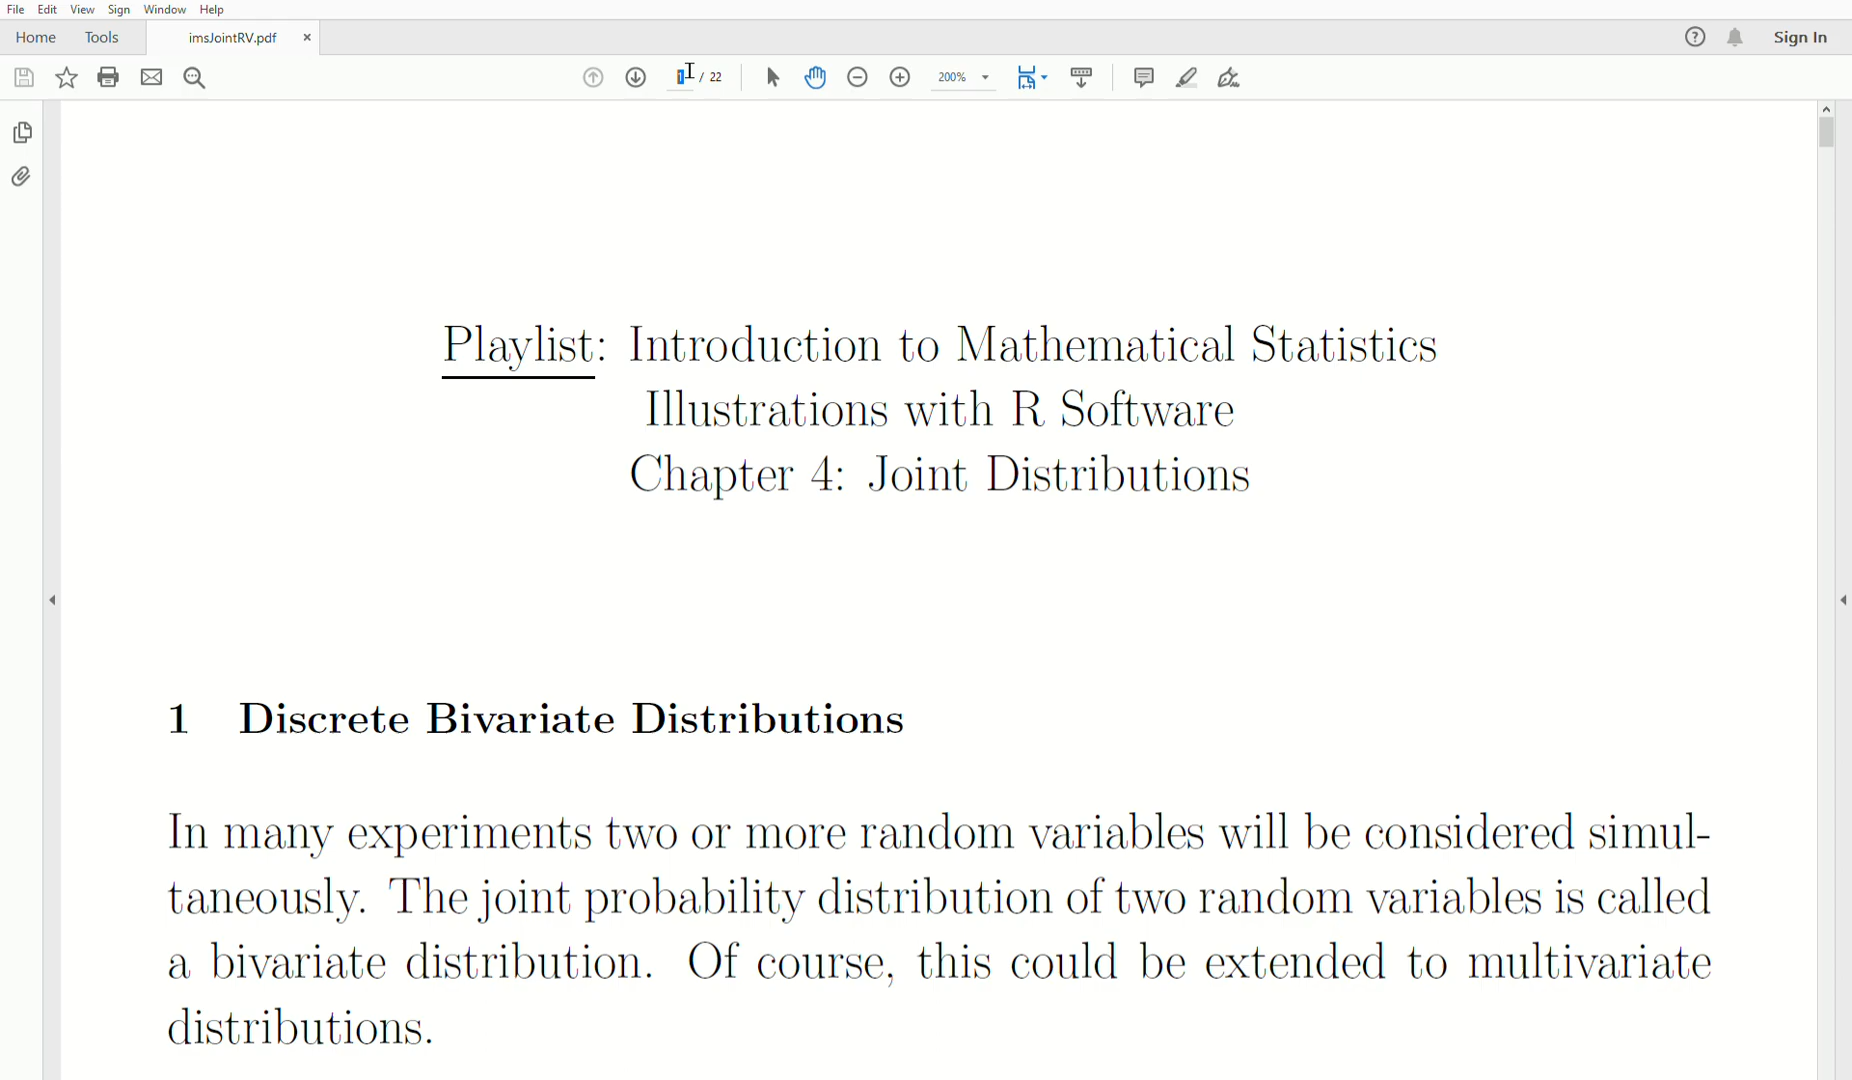 File Edit View Sign Window Help
Home Tools imsJointRV.pdf × ? Sign In
1 / 22 200%
Playlist: Introduction to Mathematical Statistics
Illustrations with R Software
Chapter 4: Joint Distributions
1 Discrete Bivariate Distributions
In many experiments two or more random variables will be considered simul-
taneously. The joint probability distribution of two random variables is called
a bivariate distribution. Of course, this could be extended to multivariate
distributions.